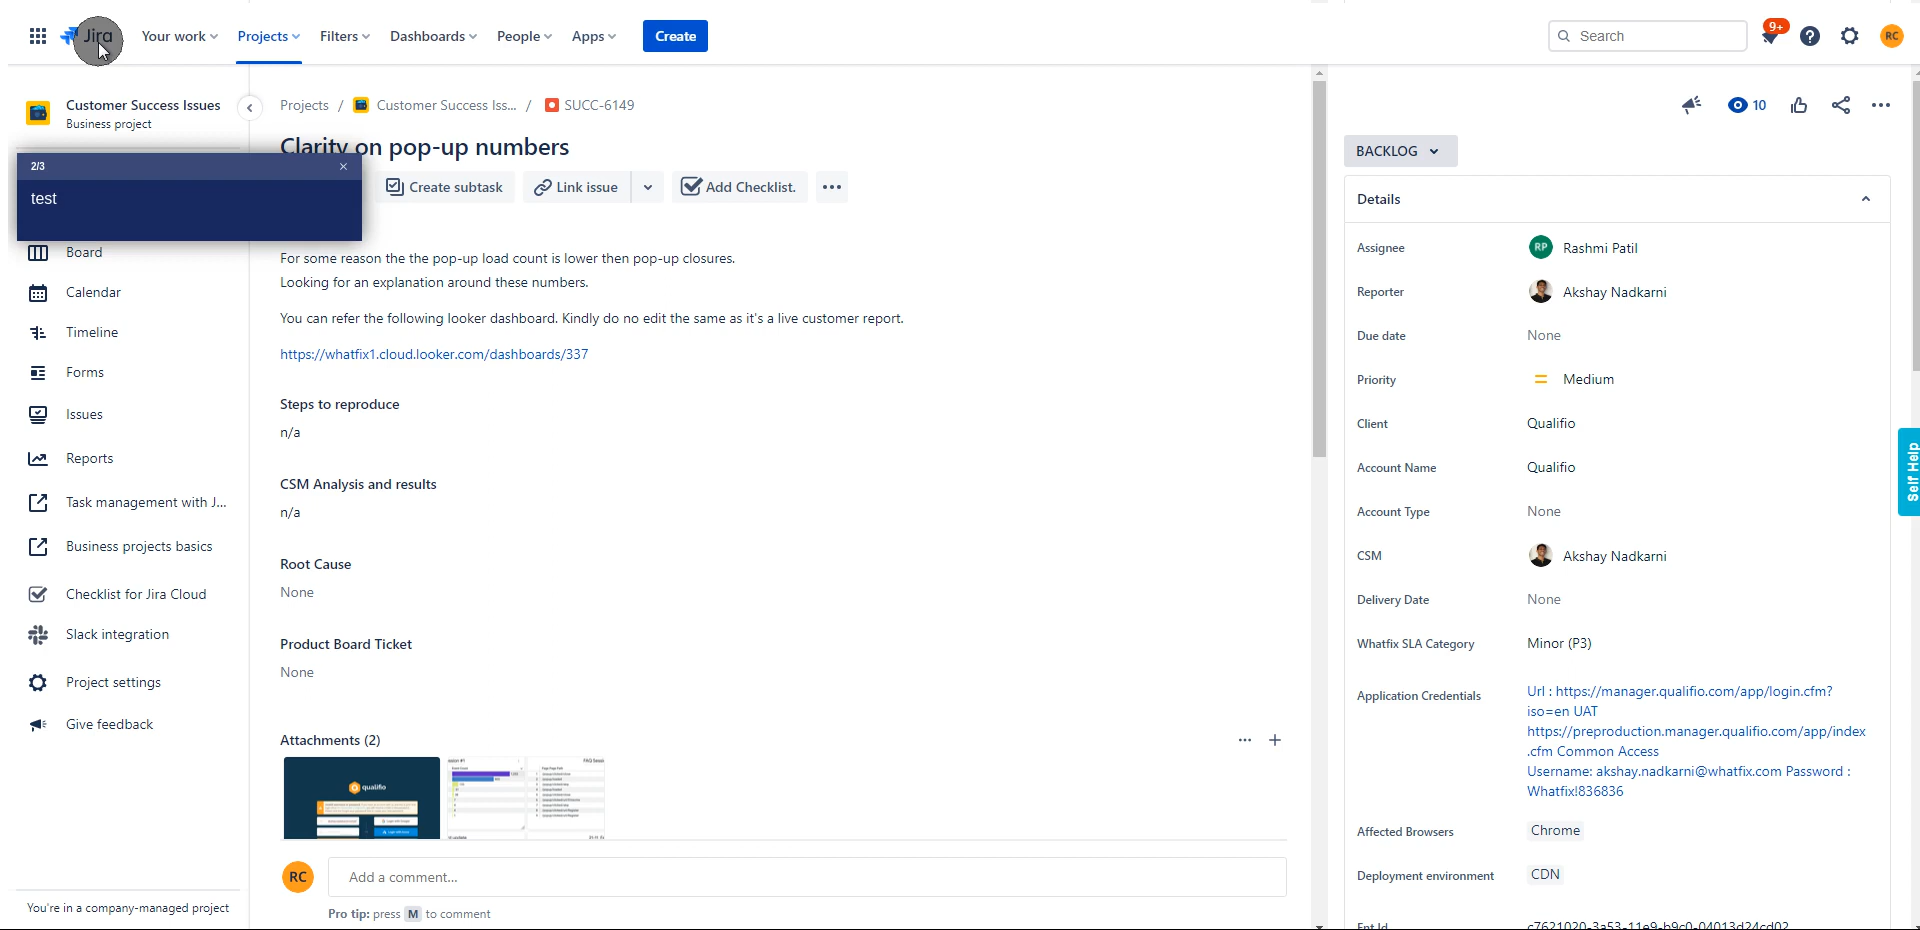 Jira
Your work
Projects
Filters
Dashboards
People
Apps
Create
Search
9+
RC
Customer Success Issues
Business project
Projects / Customer Success Iss... / SUCC-6149
10
Clarity on pop-up numbers
BACKLOG
2/3
test
Create subtask
Link issue
Add Checklist.
Details
Board
Calendar
Timeline
Forms
Issues
Reports
Task management with J...
Business projects basics
Checklist for Jira Cloud
Slack integration
Project settings
Give feedback
You're in a company-managed project
For some reason the the pop-up load count is lower then pop-up closures.
Looking for an explanation around these numbers.
You can refer the following looker dashboard. Kindly do no edit the same as it's a live customer report.
https://whatfix1.cloud.looker.com/dashboards/337
Steps to reproduce
n/a
CSM Analysis and results
n/a
Root Cause
None
Product Board Ticket
None
Attachments (2)
qualifio
RC
Add a comment...
Pro tip: press M to comment
Assignee
RP Rashmi Patil
Reporter
Akshay Nadkarni
Due date
None
Priority
Medium
Client
Qualifio
Account Name
Qualifio
Account Type
None
CSM
Akshay Nadkarni
Delivery Date
None
Whatfix SLA Category
Minor (P3)
Application Credentials
Url : https://manager.qualifio.com/app/login.cfm?
iso=en UAT
https://preproduction.manager.qualifio.com/app/index
.cfm Common Access
Username: akshay.nadkarni@whatfix.com Password :
Whatfix!836836
Affected Browsers
Chrome
Deployment environment
CDN
Ent Id
c7621020-3a53-11e9-b9c0-04013d24cd02
Self Help